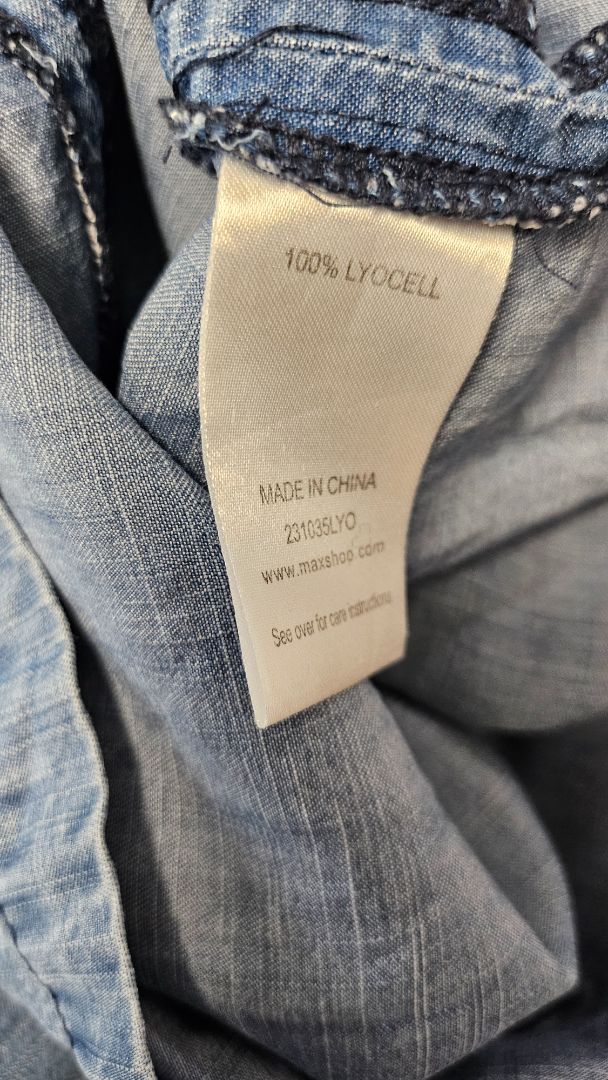 100% LYOCELL
MADE IN CHINA
231035LYO
www.maxshop.com
See over for care instructions